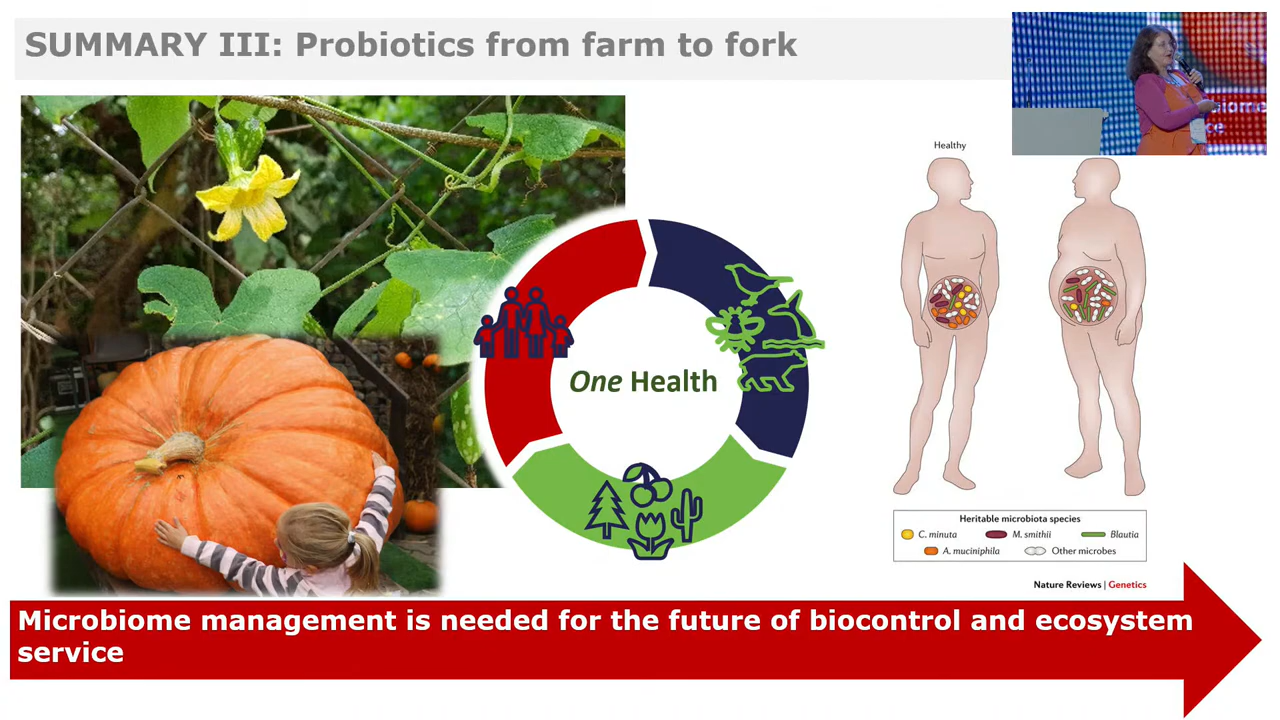 SUMMARY III: Probiotics from farm to fork
Healthy
One Health
Heritable microbiota species
C. minuta
M. smithii
Blautia
A. muciniphila
Other microbes
Nature Reviews | Genetics
Microbiome management is needed for the future of biocontrol and ecosystem
service